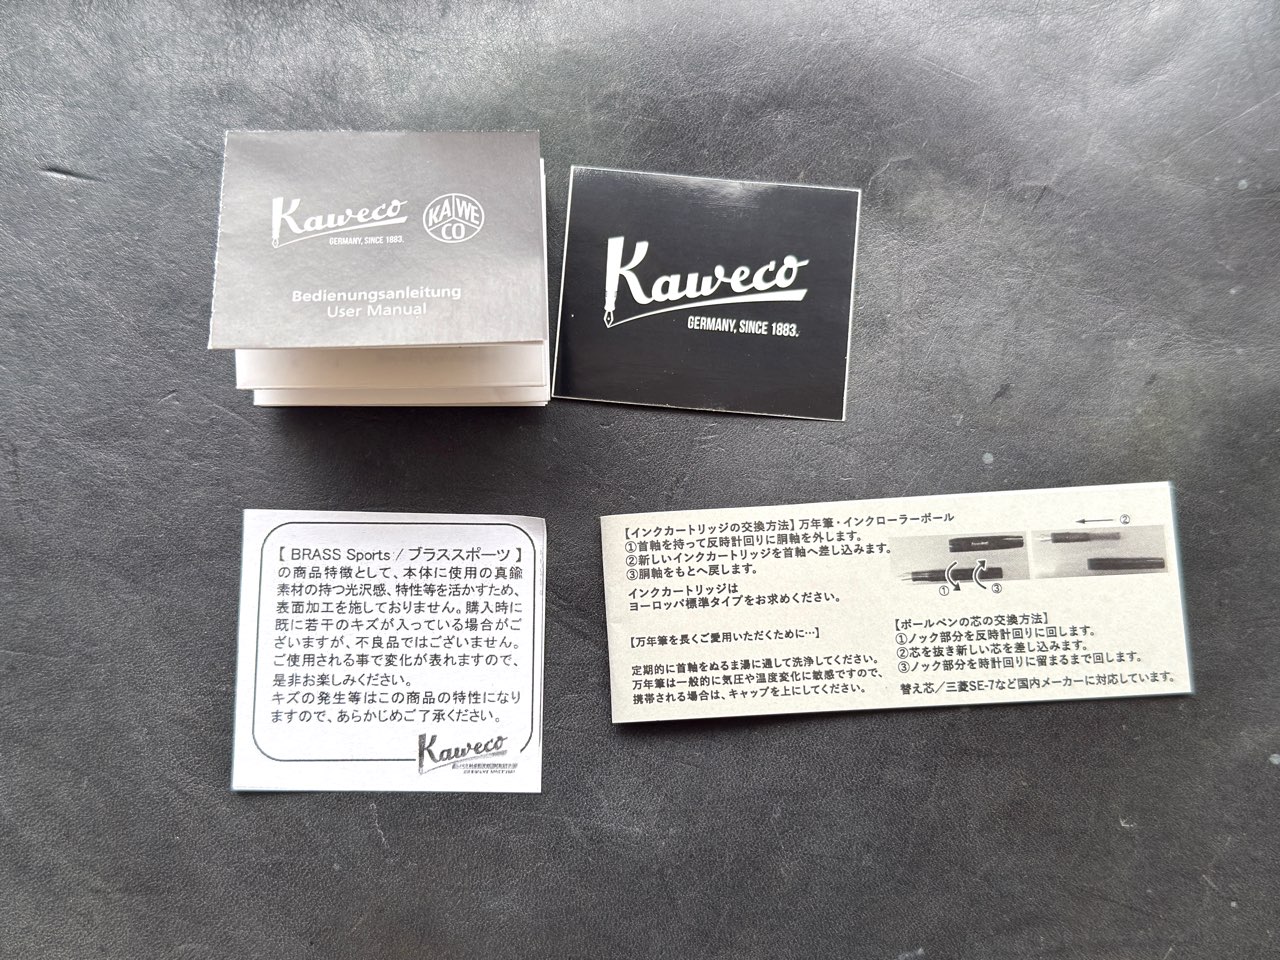 Kaweco
GERMANY, SINCE 1883.
KAWECO
Bedienungsanleitung
User Manual
Kaweco
GERMANY, SINCE 1883.
【 BRASS Sports / ブラススポーツ 】
の商品特徴として、本体に使用の真鍮
素材の持つ光沢感、特性等を活かすため、
表面加工を施しておりません。購入時に
既に若干のキズが入っている場合がご
ざいますが、不良品ではございません。
ご使用される事で変化が表れますので、
是非お楽しみください。
キズの発生等はこの商品の特性になり
ますので、あらかじめご了承ください。
Kaweco
【インクカートリッジの交換方法】万年筆・インクローラーボール
①首軸を持って反時計回りに胴軸を外します。
②新しいインクカートリッジを首軸へ差し込みます。
③胴軸をもとへ戻します。
インクカートリッジは
ヨーロッパ標準タイプをお求めください。
【万年筆を長くご愛用いただくために…】
定期的に首軸をぬるま湯に通して洗浄してください。
万年筆は一般的に気圧や温度変化に敏感ですので、
携帯される場合は、キャップを上にしてください。
①
③
②
【ボールペンの芯の交換方法】
①ノック部分を反時計回りに回します。
②芯を抜き新しい芯を差し込みます。
③ノック部分を時計回りに留まるまで回します。
替え芯／三菱SE-7など国内メーカーに対応しています。